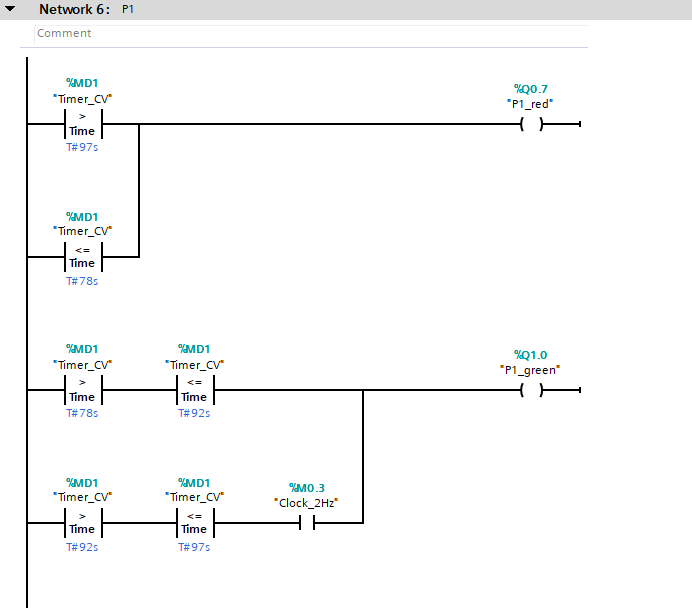 Network 6: P1
Comment
%MD1
"Timer_CV"
>
Time
T#97s
%Q0.7
"P1_red"
%MD1
"Timer_CV"
<=
Time
T#78s
%MD1
"Timer_CV"
>
Time
T#78s
%MD1
"Timer_CV"
<=
Time
T#92s
%Q1.0
"P1_green"
%MD1
"Timer_CV"
>
Time
T#92s
%MD1
"Timer_CV"
<=
Time
T#97s
%M0.3
"Clock_2Hz"